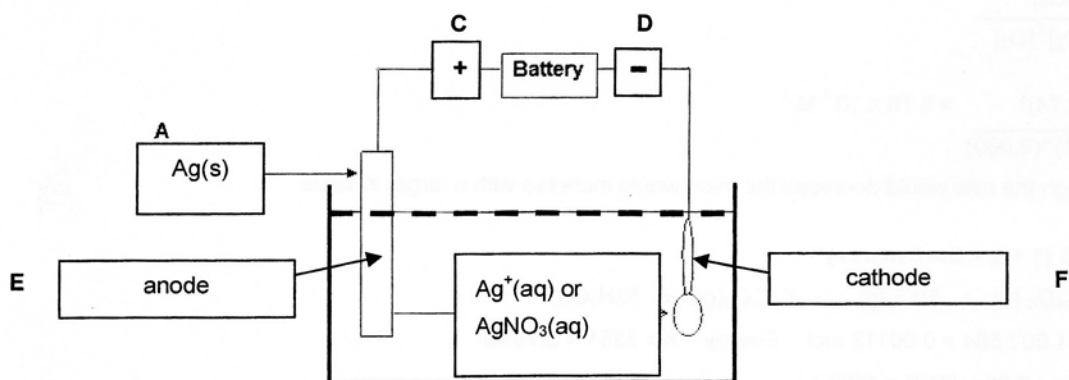 C
D
+
Battery
-
A
Ag(s)
E
anode
Ag⁺(aq) or
AgNO₃(aq)
cathode
F